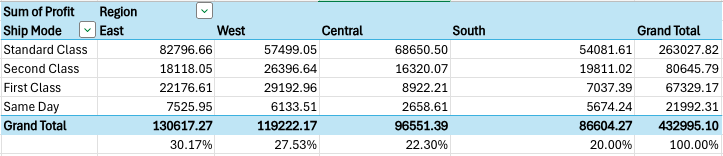 Sum of Profit Region
Ship Mode East West Central South Grand Total
Standard Class 82796.66 57499.05 68650.50 54081.61 263027.82
Second Class 18118.05 26396.64 16320.07 19811.02 80645.79
First Class 22176.61 29192.96 8922.21 7037.39 67329.17
Same Day 7525.95 6133.51 2658.61 5674.24 21992.31
Grand Total 130617.27 119222.17 96551.39 86604.27 432995.10
30.17% 27.53% 22.30% 20.00% 100.00%